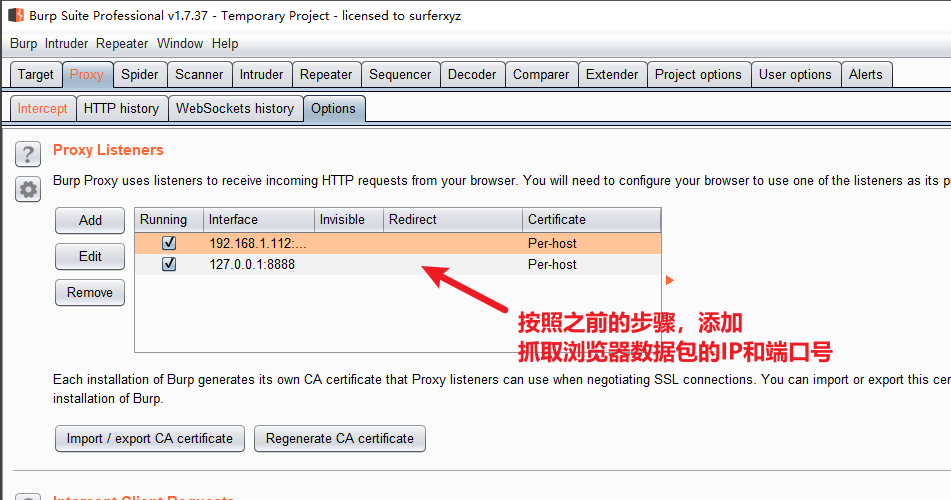 Burp Suite Professional v1.7.37 - Temporary Project - licensed to surferxyz
Burp Intruder Repeater Window Help
Target Proxy Spider Scanner Intruder Repeater Sequencer Decoder Comparer Extender Project options User options Alerts
Intercept HTTP history WebSockets history Options
? Proxy Listeners
Burp Proxy uses listeners to receive incoming HTTP requests from your browser. You will need to configure your browser to use one of the listeners as its
Add
Edit
Remove
Running Interface Invisible Redirect Certificate
192.168.1.112:... Per-host
127.0.0.1:8888 Per-host
按照之前的步骤，添加
抓取浏览器数据包的IP和端口号
Each installation of Burp generates its own CA certificate that Proxy listeners can use when negotiating SSL connections. You can import or export this
installation of Burp.
Import / export CA certificate Regenerate CA certificate
Intercept Client Requests